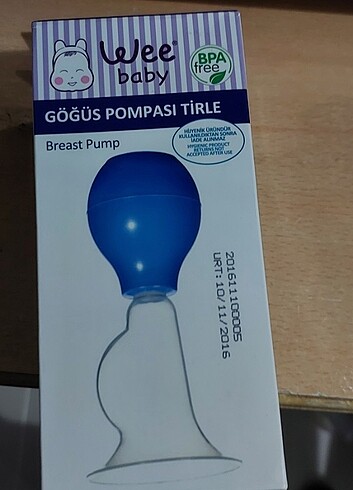 Wee®
baby
BPA
free
GÖĞÜS POMPASI TİRLE
Breast Pump
HİJYENİK ÜRÜNDÜR
KULLANILDIKTAN SONRA
İADE ALINMAZ
HYGIENIC PRODUCT
RETURNS NOT
ACCEPTED AFTER USE
201611100005
URT: 10/11/2016